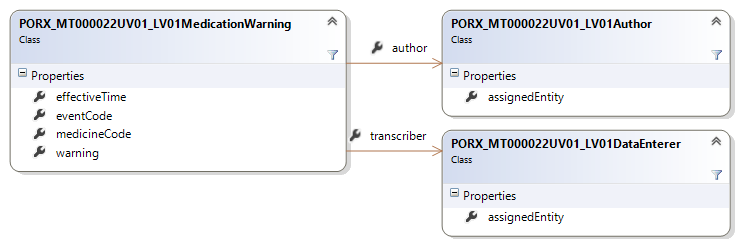 PORX_MT000022UV01_LV01MedicationWarning
Class
Properties
effectiveTime
eventCode
medicineCode
warning
author
transcriber
PORX_MT000022UV01_LV01Author
Class
Properties
assignedEntity
PORX_MT000022UV01_LV01DataEnterer
Class
Properties
assignedEntity